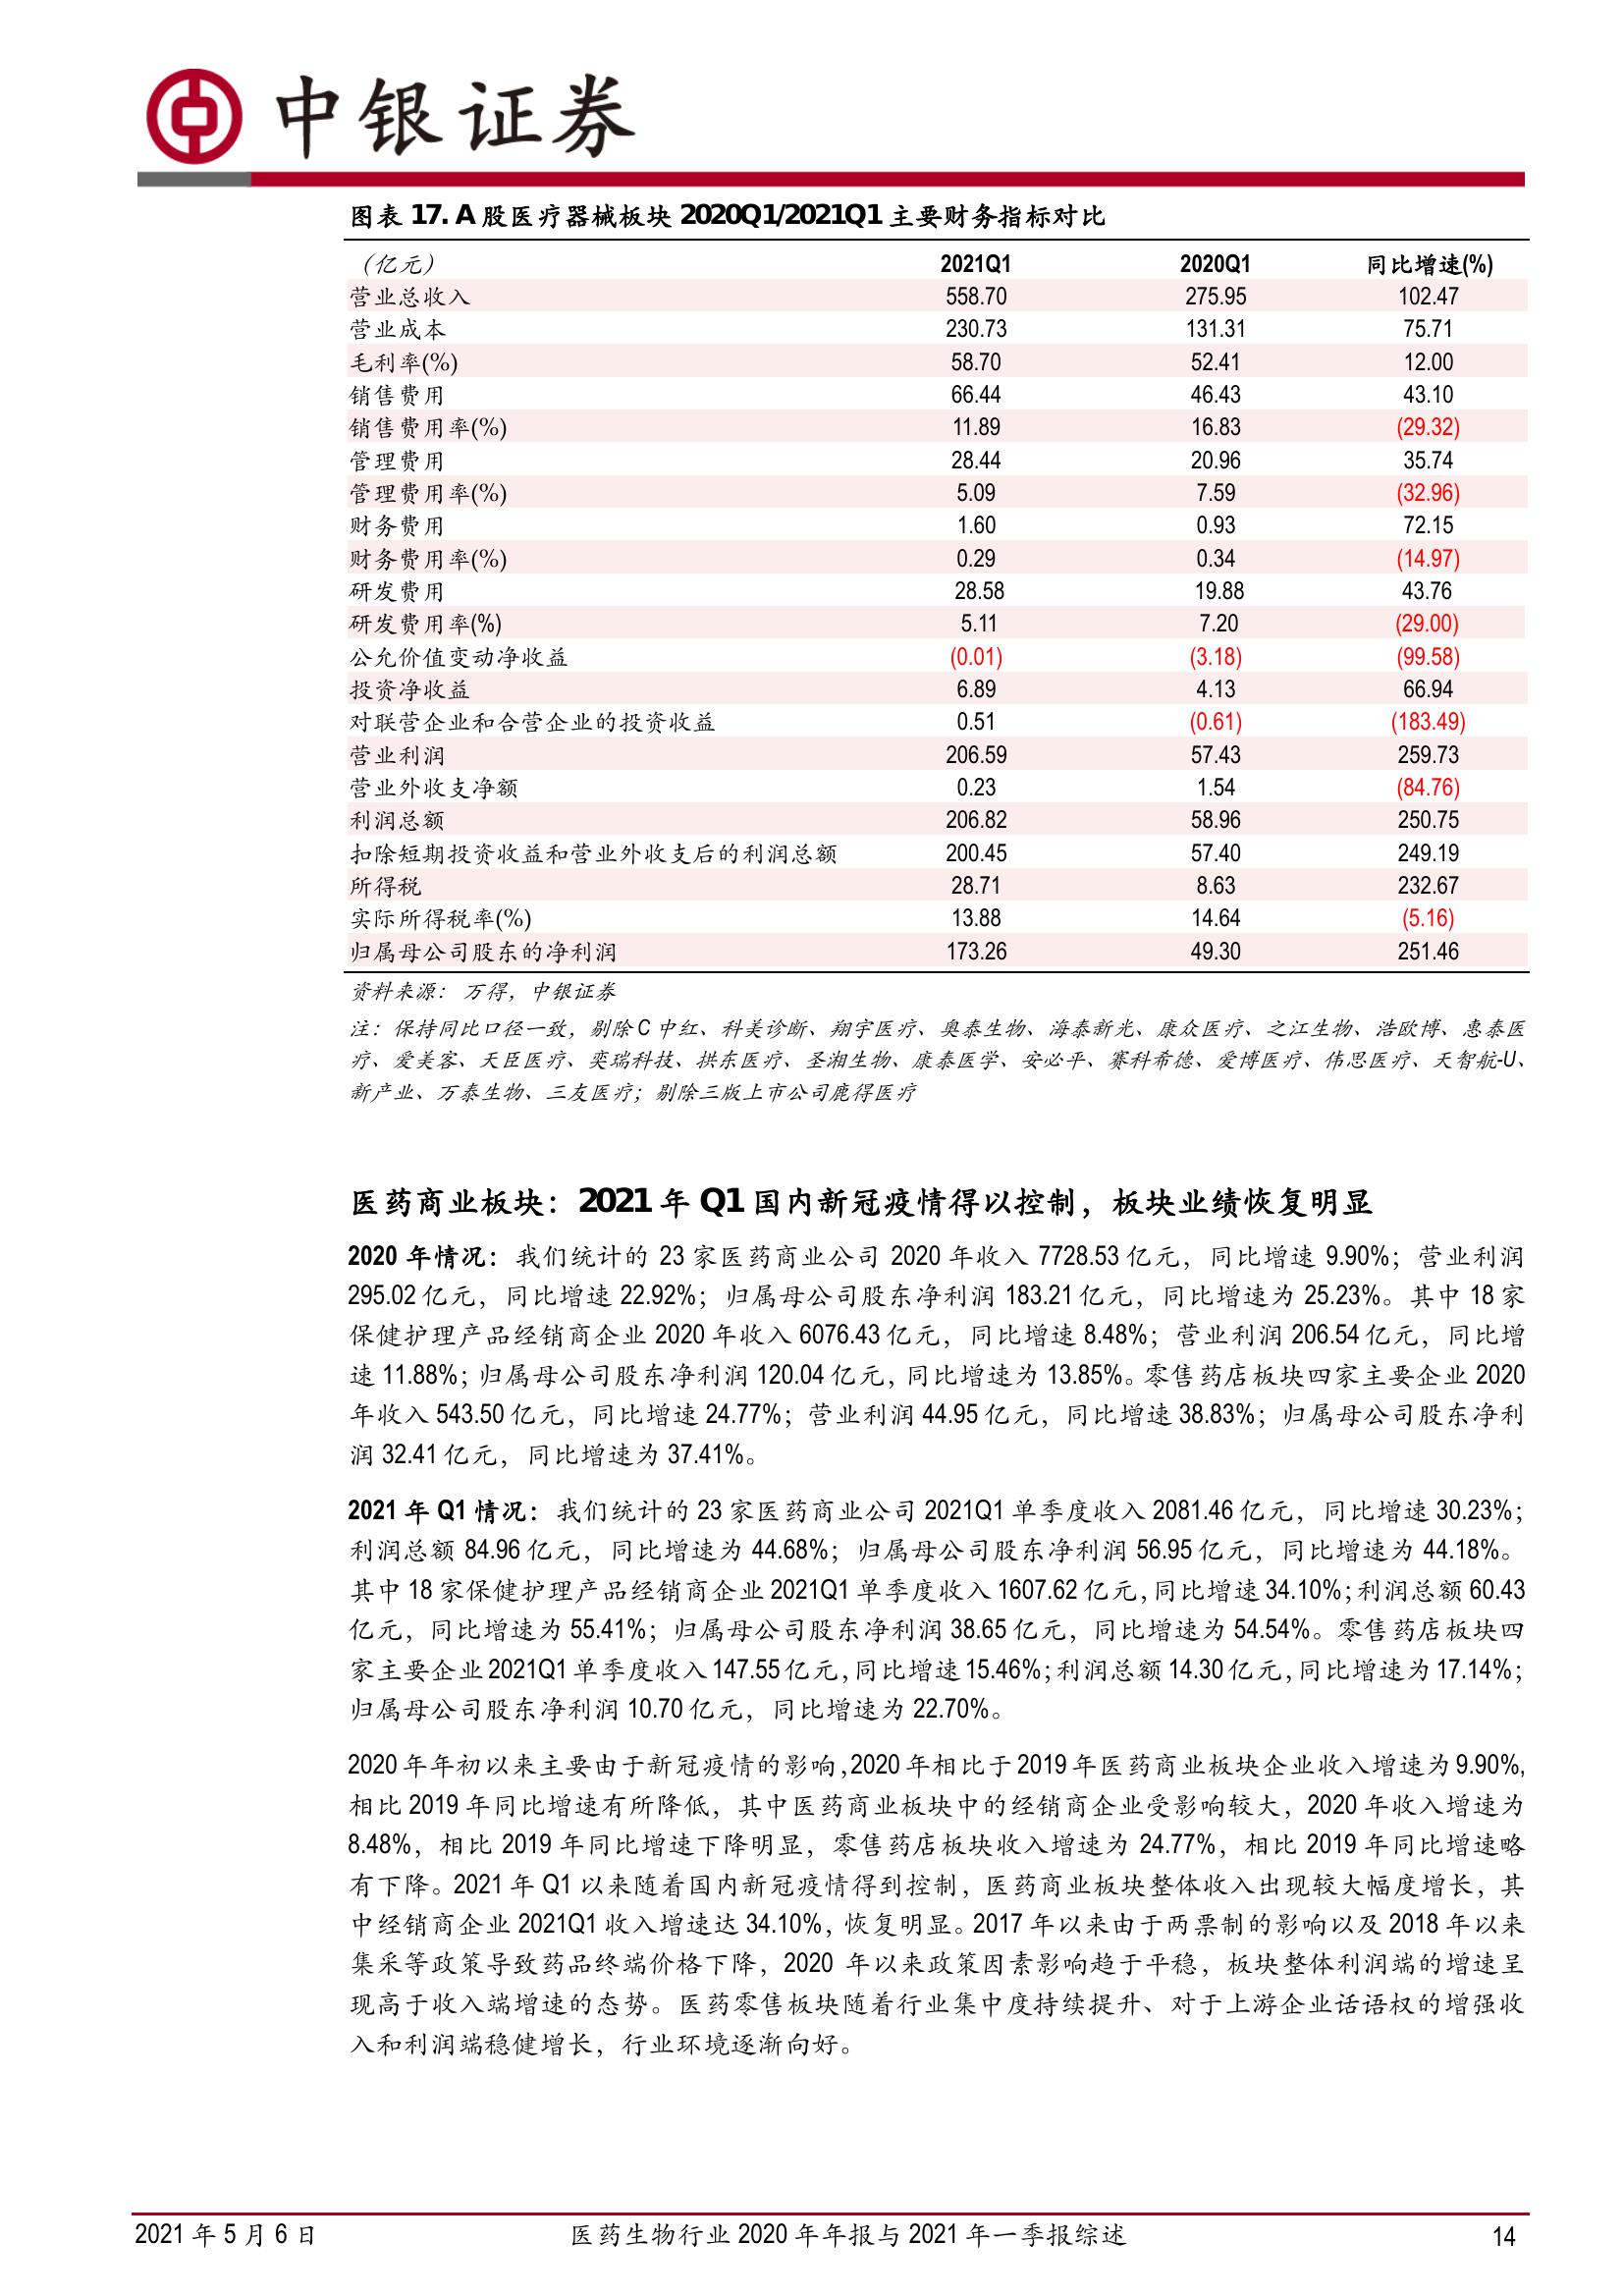 中银证券
图表 17. A 股医疗器械板块 2020Q1/2021Q1 主要财务指标对比
（亿元） 2021Q1 2020Q1 同比增速(%)
营业总收入 558.70 275.95 102.47
营业成本 230.73 131.31 75.71
毛利率(%) 58.70 52.41 12.00
销售费用 66.44 46.43 43.10
销售费用率(%) 11.89 16.83 (29.32)
管理费用 28.44 20.96 35.74
管理费用率(%) 5.09 7.59 (32.96)
财务费用 1.60 0.93 72.15
财务费用率(%) 0.29 0.34 (14.97)
研发费用 28.58 19.88 43.76
研发费用率(%) 5.11 7.20 (29.00)
公允价值变动净收益 (0.01) (3.18) (99.58)
投资净收益 6.89 4.13 66.94
对联营企业和合营企业的投资收益 0.51 (0.61) (183.49)
营业利润 206.59 57.43 259.73
营业外收支净额 0.23 1.54 (84.76)
利润总额 206.82 58.96 250.75
扣除短期投资收益和营业外收支后的利润总额 200.45 57.40 249.19
所得税 28.71 8.63 232.67
实际所得税率(%) 13.88 14.64 (5.16)
归属母公司股东的净利润 173.26 49.30 251.46
资料来源：万得，中银证券
注：保持同比口径一致，剔除 C 中红、科美诊断、翔宇医疗、奥泰生物、海泰新光、康众医疗、之江生物、浩欧博、惠泰医
疗、爱美客、天臣医疗、奕瑞科技、拱东医疗、圣湘生物、康泰医学、安必平、赛科希德、爱博医疗、伟思医疗、天智航-U、
新产业、万泰生物、三友医疗；剔除三版上市公司鹿得医疗
医药商业板块：2021 年 Q1 国内新冠疫情得以控制，板块业绩恢复明显
2020 年情况：我们统计的 23 家医药商业公司 2020 年收入 7728.53 亿元，同比增速 9.90%；营业利润
295.02 亿元，同比增速 22.92%；归属母公司股东净利润 183.21 亿元，同比增速为 25.23%。其中 18 家
保健护理产品经销商企业 2020 年收入 6076.43 亿元，同比增速 8.48%；营业利润 206.54 亿元，同比增
速 11.88%；归属母公司股东净利润 120.04 亿元，同比增速为 13.85%。零售药店板块四家主要企业 2020
年收入 543.50 亿元，同比增速 24.77%；营业利润 44.95 亿元，同比增速 38.83%；归属母公司股东净利
润 32.41 亿元，同比增速为 37.41%。
2021 年 Q1 情况：我们统计的 23 家医药商业公司 2021Q1 单季度收入 2081.46 亿元，同比增速 30.23%；
利润总额 84.96 亿元，同比增速为 44.68%；归属母公司股东净利润 56.95 亿元，同比增速为 44.18%。
其中 18 家保健护理产品经销商企业 2021Q1 单季度收入 1607.62 亿元，同比增速 34.10%；利润总额 60.43
亿元，同比增速为 55.41%；归属母公司股东净利润 38.65 亿元，同比增速为 54.54%。零售药店板块四
家主要企业 2021Q1 单季度收入 147.55 亿元，同比增速 15.46%；利润总额 14.30 亿元，同比增速为 17.14%；
归属母公司股东净利润 10.70 亿元，同比增速为 22.70%。
2020 年年初以来主要由于新冠疫情的影响，2020 年相比于 2019 年医药商业板块企业收入增速为 9.90%，
相比 2019 年同比增速有所降低，其中医药商业板块中的经销商企业受影响较大，2020 年收入增速为
8.48%，相比 2019 年同比增速下降明显，零售药店板块收入增速为 24.77%，相比 2019 年同比增速略
有下降。2021 年 Q1 以来随着国内新冠疫情得到控制，医药商业板块整体收入出现较大幅度增长，其
中经销商企业 2021Q1 收入增速达 34.10%，恢复明显。2017 年以来由于两票制的影响以及 2018 年以来
集采等政策导致药品终端价格下降，2020 年以来政策因素影响趋于平稳，板块整体利润端的增速呈
现高于收入端增速的态势。医药零售板块随着行业集中度持续提升、对于上游企业话语权的增强收
入和利润端稳健增长，行业环境逐渐向好。
2021 年 5 月 6 日 医药生物行业 2020 年年报与 2021 年一季报综述 14